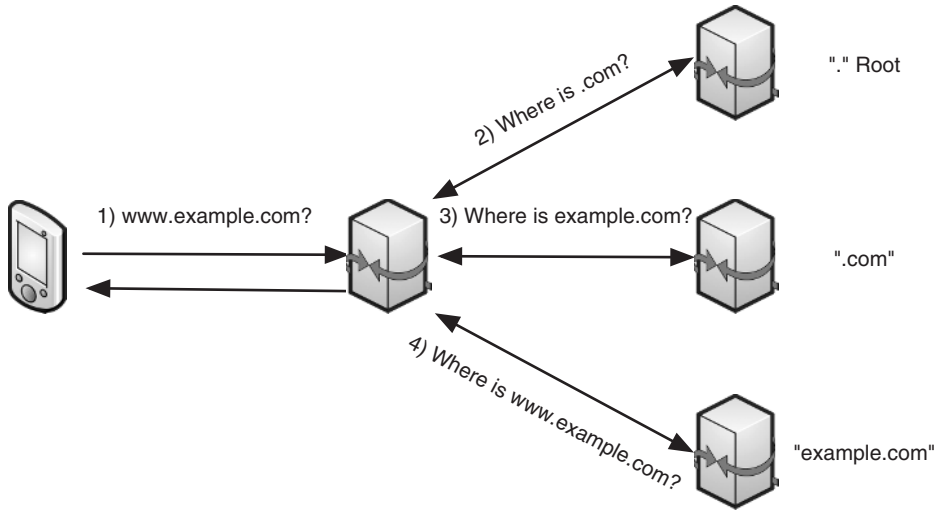 "." Root
2) Where is .com?
1) www.example.com?
3) Where is example.com?
".com"
4) Where is www.example.com?
"example.com"